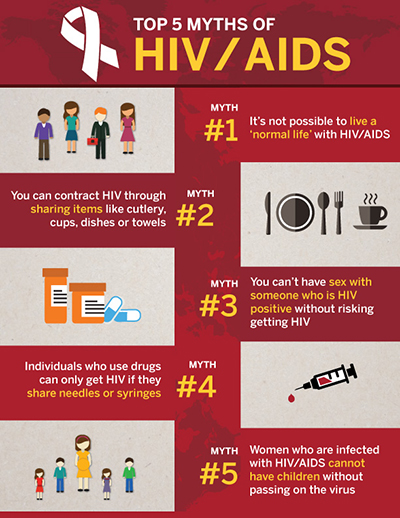 TOP 5 MYTHS OF
HIV/AIDS
MYTH
#1
It's not possible to live a
'normal life' with HIV/AIDS
You can contract HIV through
sharing items like cutlery,
cups, dishes or towels
MYTH
#2
MYTH
#3
You can't have sex with
someone who is HIV
positive without risking
getting HIV
Individuals who use drugs
can only get HIV if they
share needles or syringes
MYTH
#4
MYTH
#5
Women who are infected
with HIV/AIDS cannot
have children without
passing on the virus